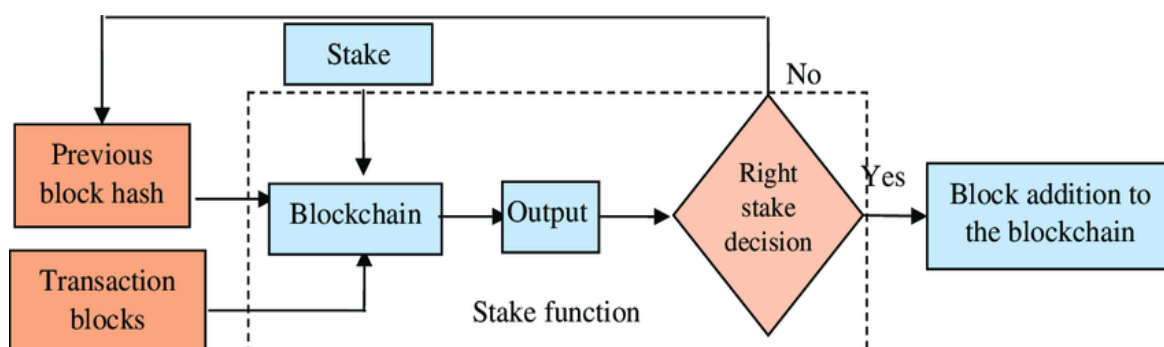 Stake
No
Previous
block hash
Blockchain
Output
Right
stake
decision
Yes
Block addition to
the blockchain
Transaction
blocks
Stake function